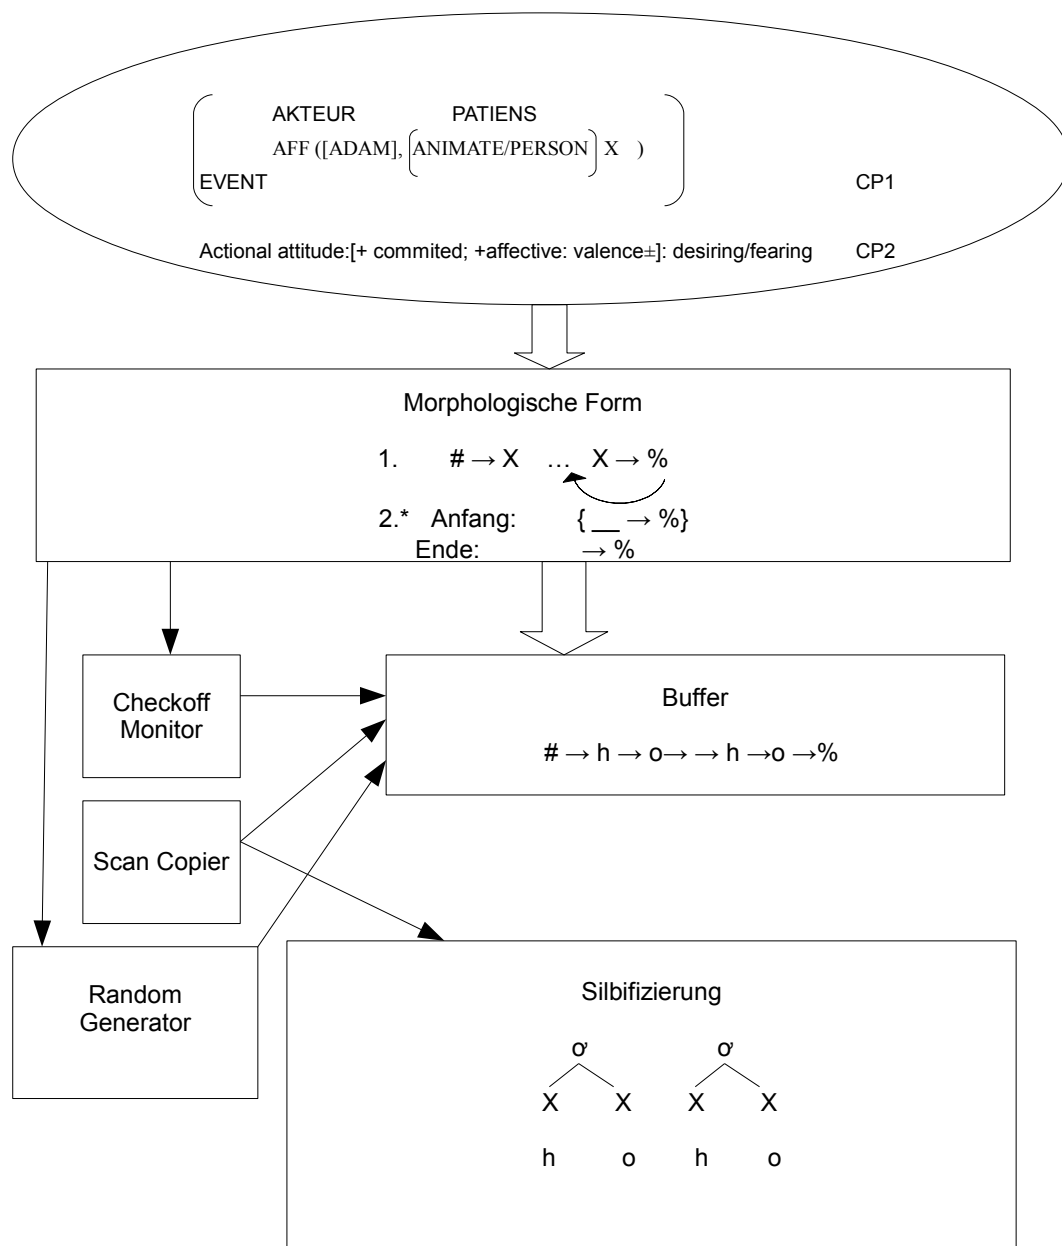 AKTEUR PATIENS
AFF ([ADAM], ANIMATE/PERSON X )
EVENT CP1
Actional attitude:[+ commited; +affective: valence±]: desiring/fearing CP2
Morphologische Form
1. # → X … X → %
2.* Anfang: { __ → %}
Ende: → %
Checkoff
Monitor
Buffer
# → h → o→ → h →o →%
Scan Copier
Random
Generator
Silbifizierung
σ σ
X X X X
h o h o